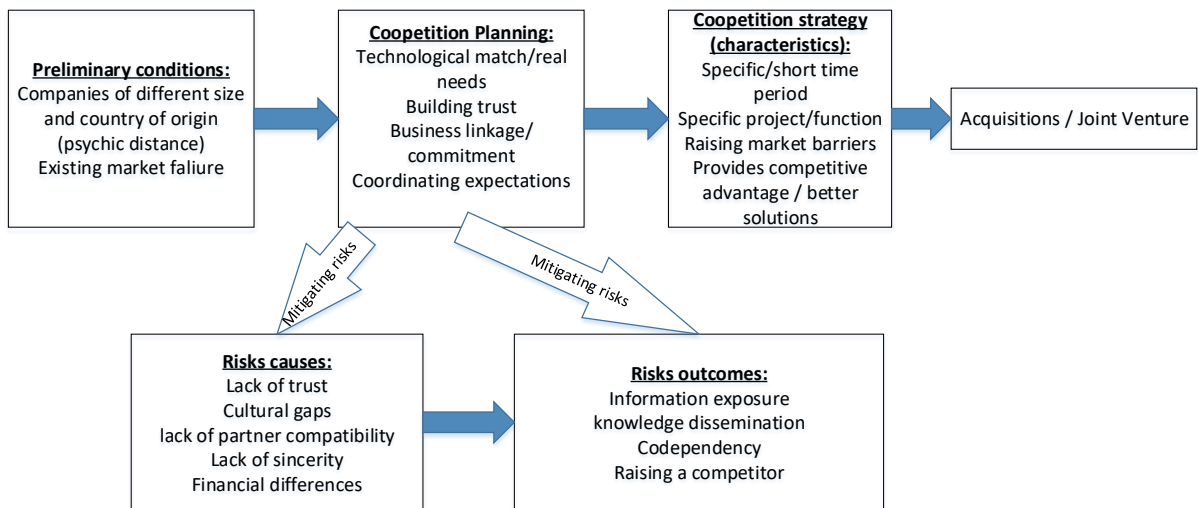 Preliminary conditions:
Companies of different size
and country of origin
(psychic distance)
Existing market faliure
Coopetition Planning:
Technological match/real
needs
Building trust
Business linkage/
commitment
Coordinating expectations
Coopetition strategy
(characteristics):
Specific/short time
period
Specific project/function
Raising market barriers
Provides competitive
advantage / better
solutions
Acquisitions / Joint Venture
Mitigating risks
Mitigating risks
Risks causes:
Lack of trust
Cultural gaps
lack of partner compatibility
Lack of sincerity
Financial differences
Risks outcomes:
Information exposure
knowledge dissemination
Codependency
Raising a competitor